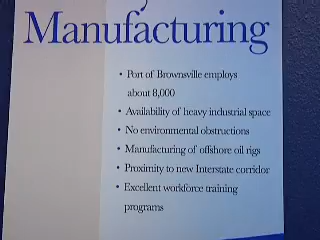 Manufacturing
• Port of Brownsville employs
about 8,000
• Availability of heavy industrial space
• No environmental obstructions
• Manufacturing of offshore oil rigs
• Proximity to new Interstate corridor
• Excellent workforce training
programs